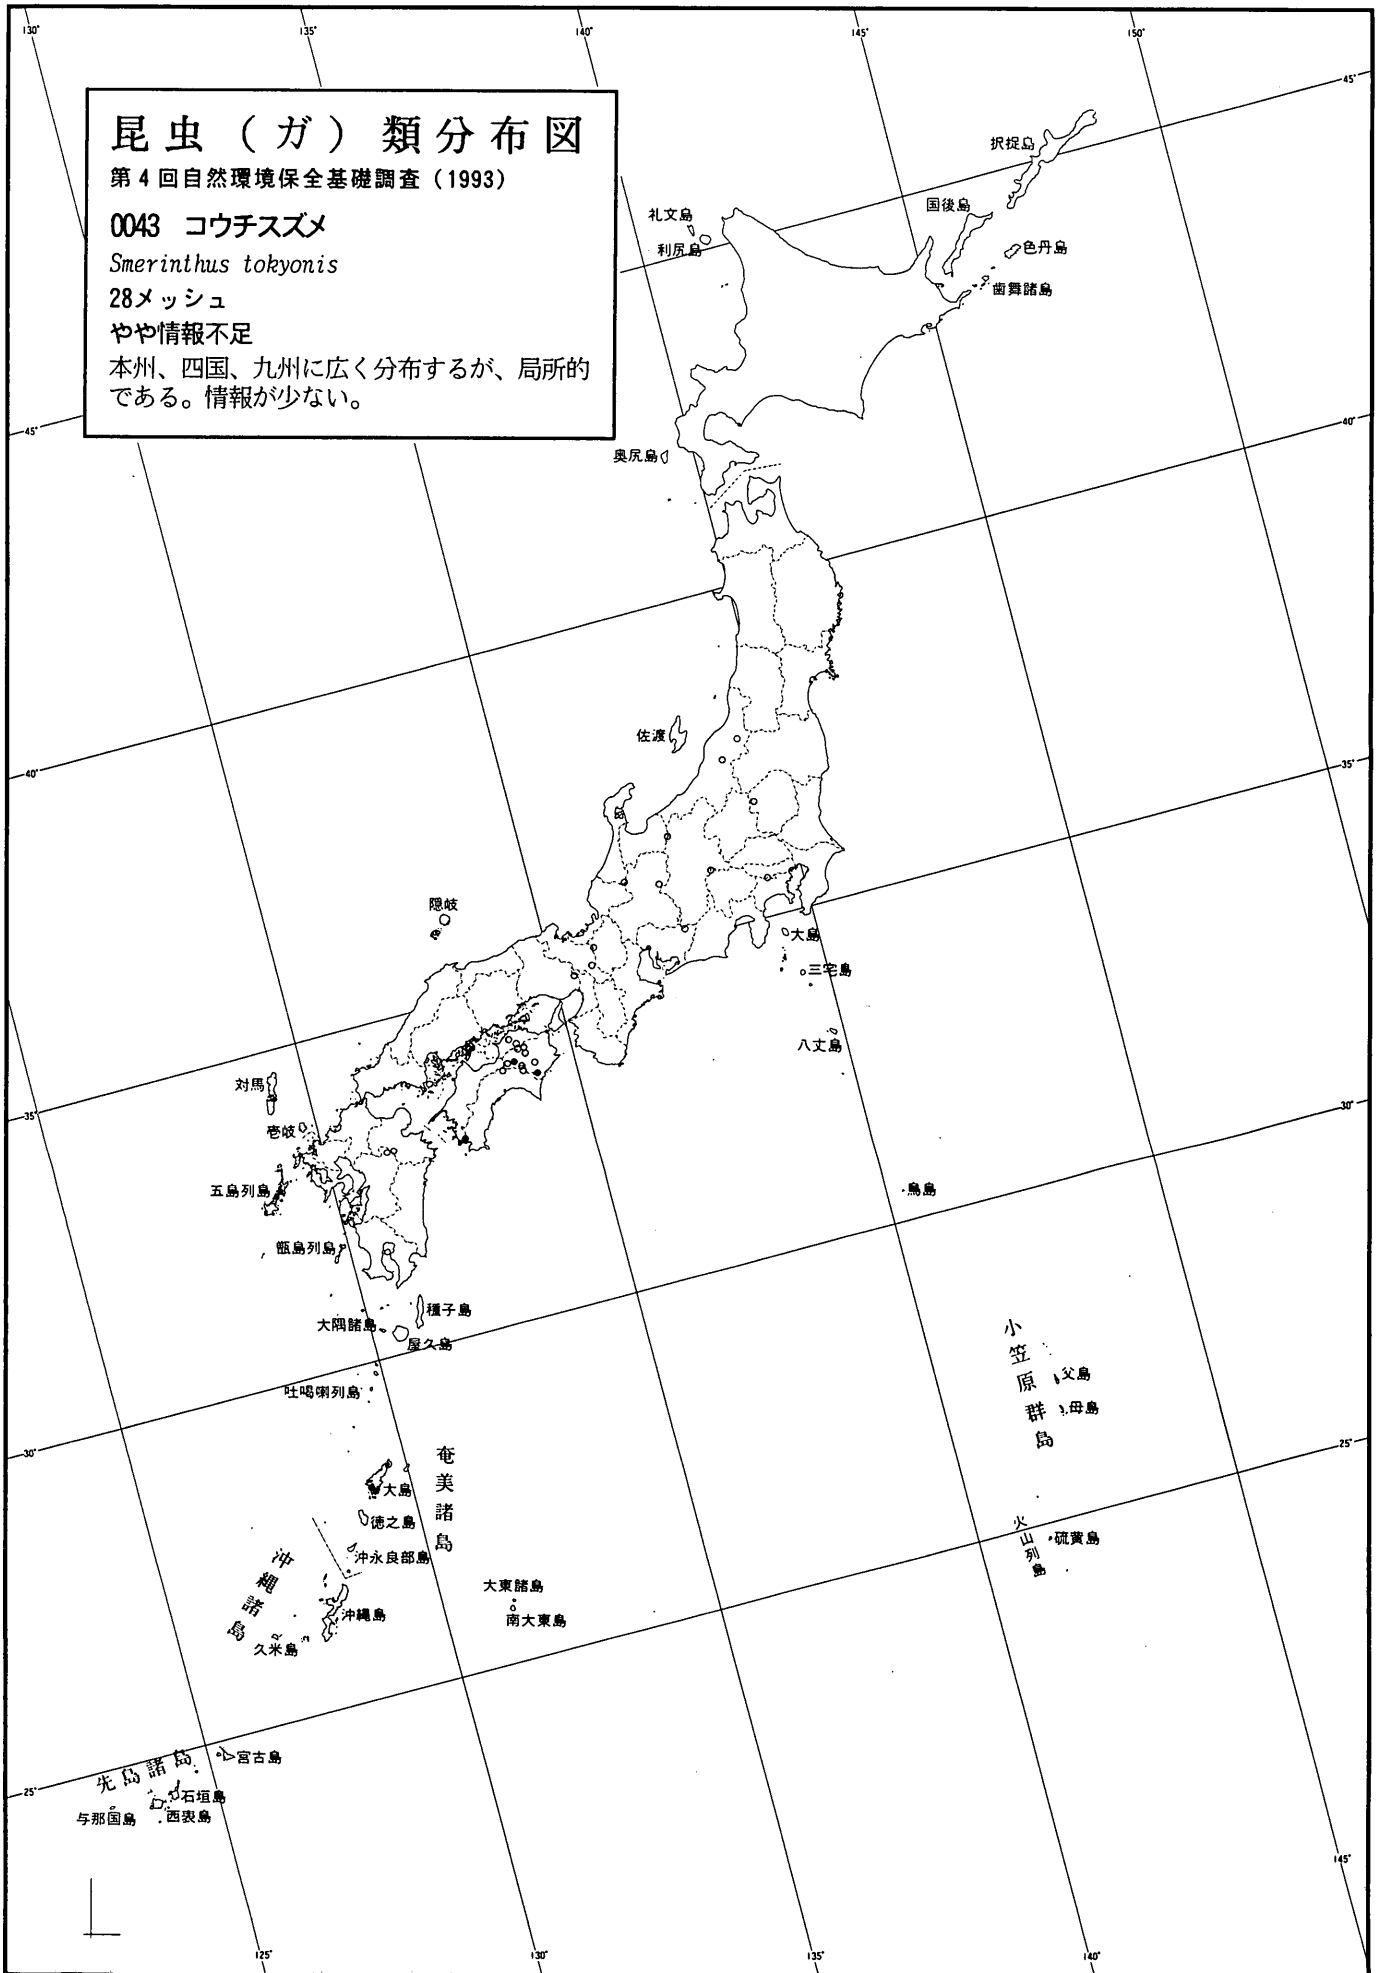 130°
135°
140°
145°
150°
昆虫（ガ）類分布図
第４回自然環境保全基礎調査（1993）
0043　コウチスズメ
Smerinthus tokyonis
28メッシュ
やや情報不足
本州、四国、九州に広く分布するが、局所的
である。情報が少ない。
45°
択捉島
国後島
色丹島
歯舞諸島
礼文島
利尻島
45°
40°
奥尻島
佐渡
40°
35°
隠岐
大島
三宅島
八丈島
対馬
壱岐
35°
30°
五島列島
甑島列島
鳥島
種子島
大隅諸島
屋久島
吐噶喇列島
小笠原群島
父島
母島
30°
25°
奄美諸島
大島
徳之島
沖永良部島
火山列島
硫黄島
沖縄諸島
沖縄島
久米島
大東諸島
南大東島
先島諸島
宮古島
石垣島
西表島
与那国島
25°
145°
125°
130°
135°
140°